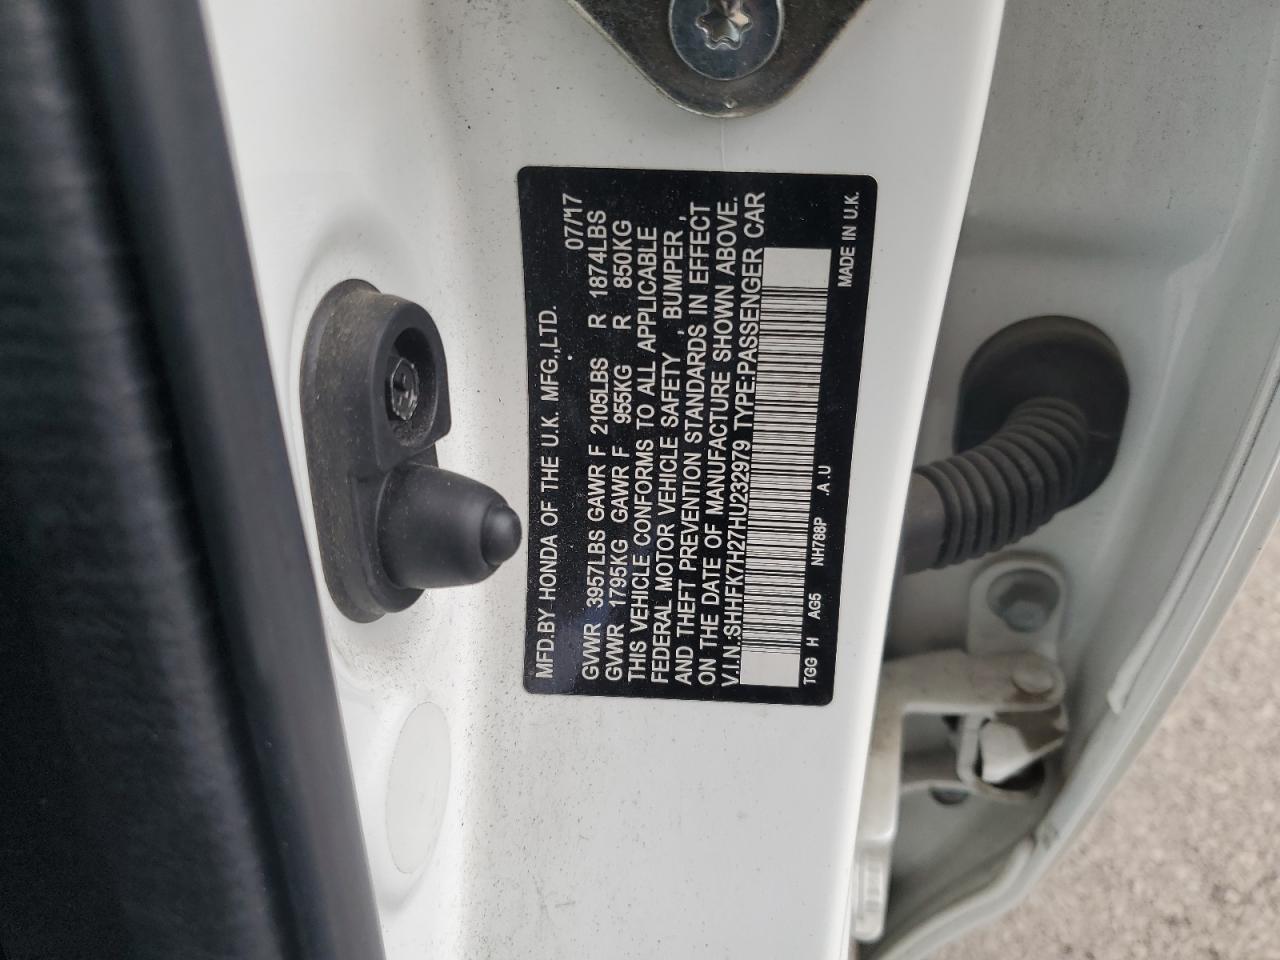 MFD.BY HONDA OF THE U.K. MFG.,LTD. 07/17
GVWR 3957LBS GAWR F 2105LBS R 1874LBS
GVWR 1795KG GAWR F 955KG R 850KG
THIS VEHICLE CONFORMS TO ALL APPLICABLE
FEDERAL MOTOR VEHICLE SAFETY , BUMPER ,
AND THEFT PREVENTION STANDARDS IN EFFECT
ON THE DATE OF MANUFACTURE SHOWN ABOVE.
V.I.N.:SHHFK7H27HU232979 TYPE:PASSENGER CAR
TGG H AG5 NH788P .A.U MADE IN U.K.